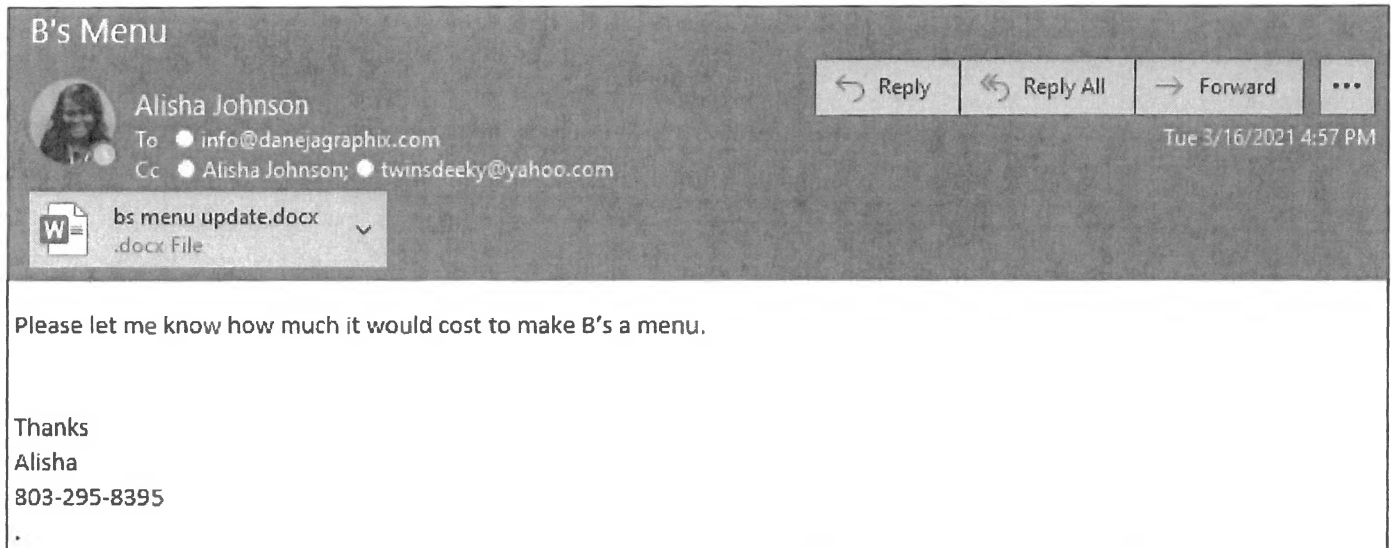 B's Menu
Reply
Reply All
Forward
Alisha Johnson
To info@danejagraphix.com
Tue 3/16/2021 4:57 PM
Cc Alisha Johnson; twinsdeeky@yahoo.com
bs menu update.docx
.docx File
Please let me know how much it would cost to make B's a menu.
Thanks
Alisha
803-295-8395
.